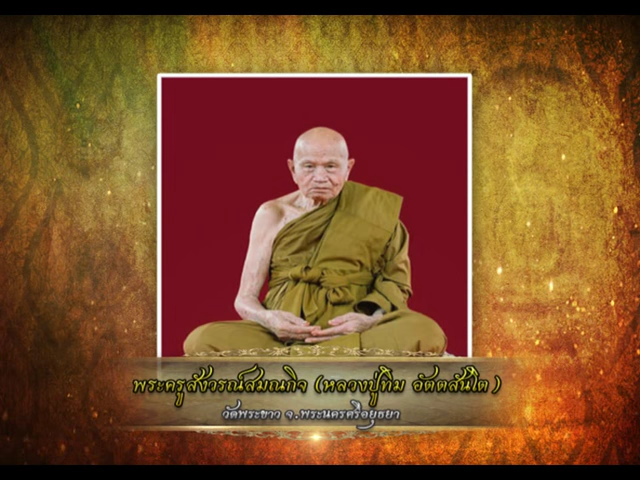 พระครูสังวรณ์สมณกิจ (หลวงปู่ทิม อัตตสันโต)
วัดพระขาว จ.พระนครศรีอยุธยา